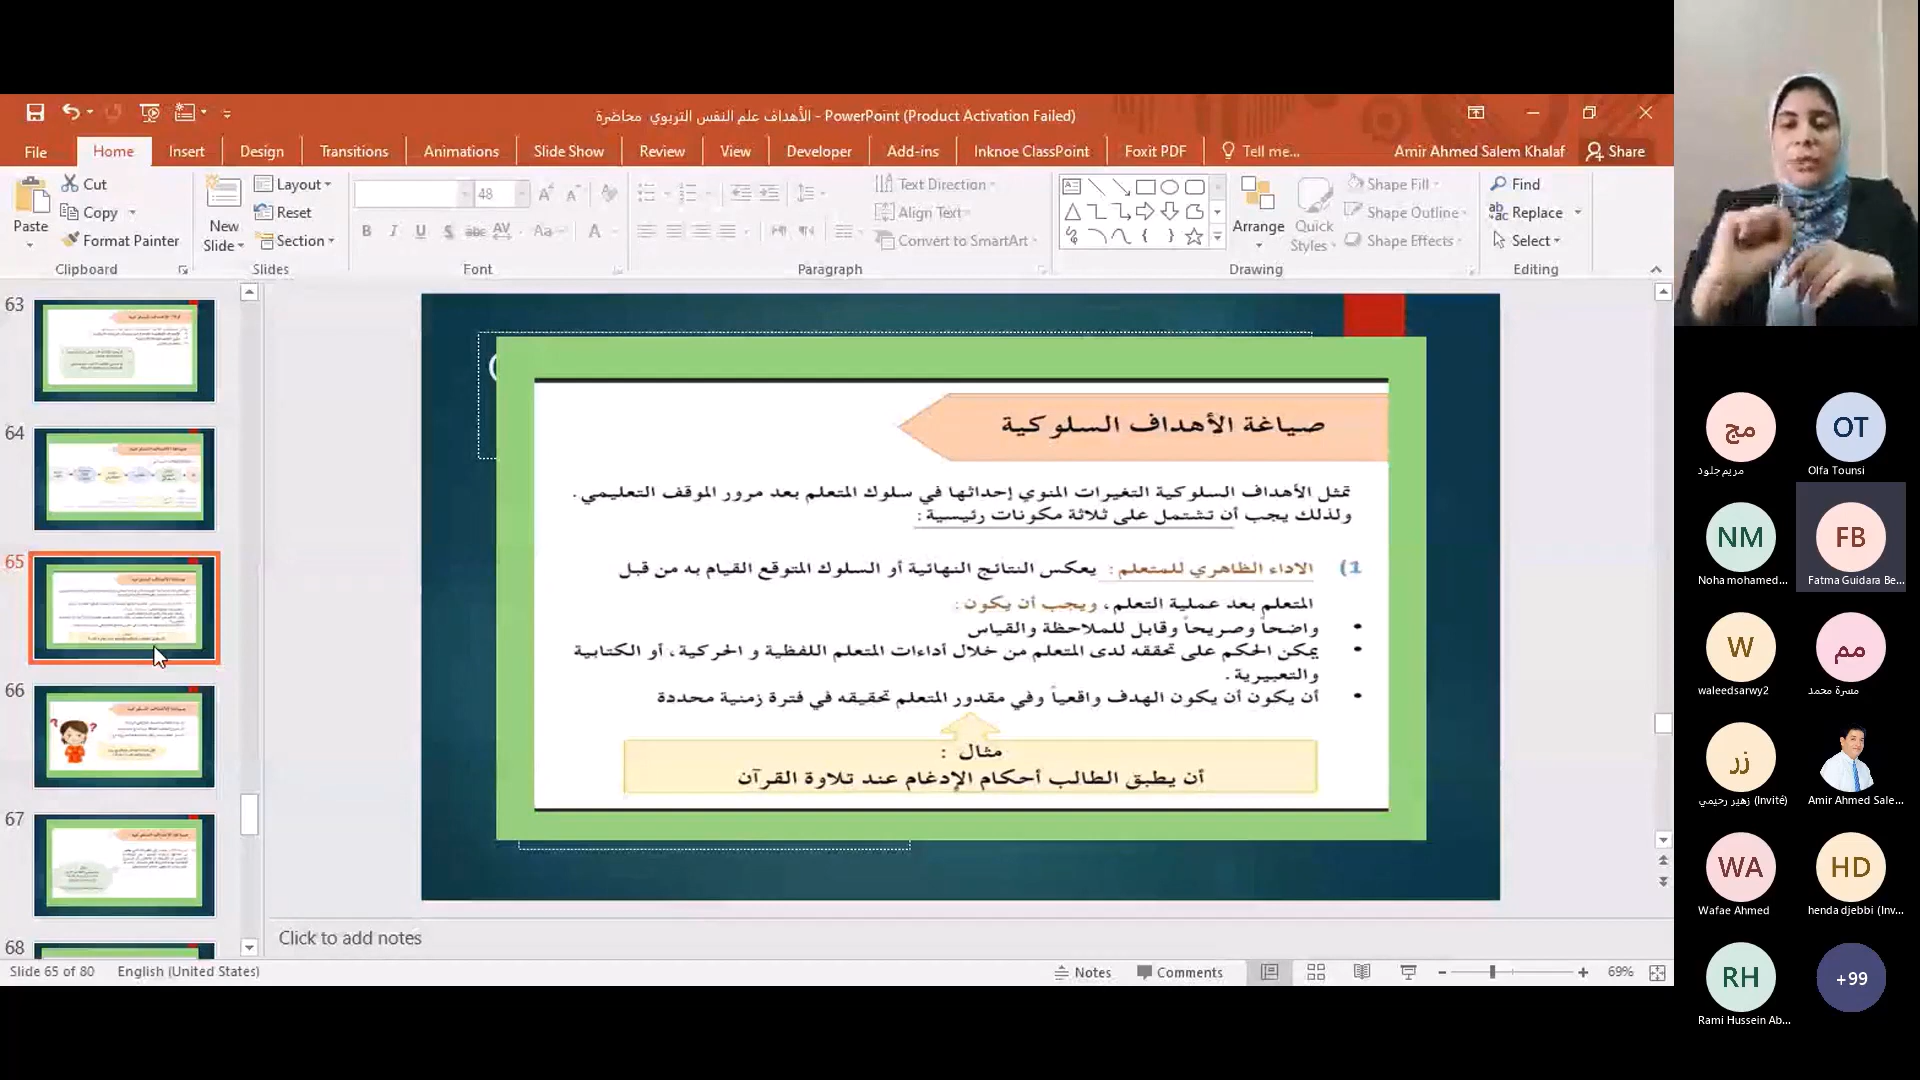 الأهداف علم النفس التربوي محاضرة - PowerPoint (Product Activation Failed)
File Home Insert Design Transitions Animations Slide Show Review View Developer Add-ins Inknoe ClassPoint Foxit PDF Tell me... Amir Ahmed Salem Khalaf Share
Paste Cut Copy Format Painter
Clipboard
New Slide Layout Reset Section
Slides
48
B I U S abc AV Aa A
Font
Text Direction
Align Text
Convert to SmartArt
Paragraph
Arrange Quick Styles Shape Fill Shape Outline Shape Effects
Drawing
Find
Replace
Select
Editing
63
64
65
66
67
68
صياغة الأهداف السلوكية
تمثل الأهداف السلوكية التغيرات المنوي إحداثها في سلوك المتعلم بعد مرور الموقف التعليمي .
ولذلك يجب أن تشتمل على ثلاثة مكونات رئيسية :
1) الاداء الظاهري للمتعلم : يعكس النتائج النهائية أو السلوك المتوقع القيام به من قبل
المتعلم بعد عملية التعلم، ويجب أن يكون :
• واضحاً وصريحاً وقابل للملاحظة والقياس
• يمكن الحكم على تحققه لدى المتعلم من خلال أداءات المتعلم اللفظية و الحركية، أو الكتابية
والتعبيرية .
• أن يكون أن يكون الهدف واقعياً وفي مقدور المتعلم تحقيقه في فترة زمنية محددة
مثال :
أن يطبق الطالب أحكام الإدغام عند تلاوة القرآن
Click to add notes
Slide 65 of 80 English (United States) Notes Comments 69%
مج OT
مريم جلود Olfa Tounsi
NM FB
Noha mohamed... Fatma Guidara Be...
W مم
waleedsarwy2 مسرة محمد
زر
زهير رحيمي (Invité) Amir Ahmed Sale...
WA HD
Wafae Ahmed henda djebbi (Inv...
RH +99
Rami Hussein Ab...